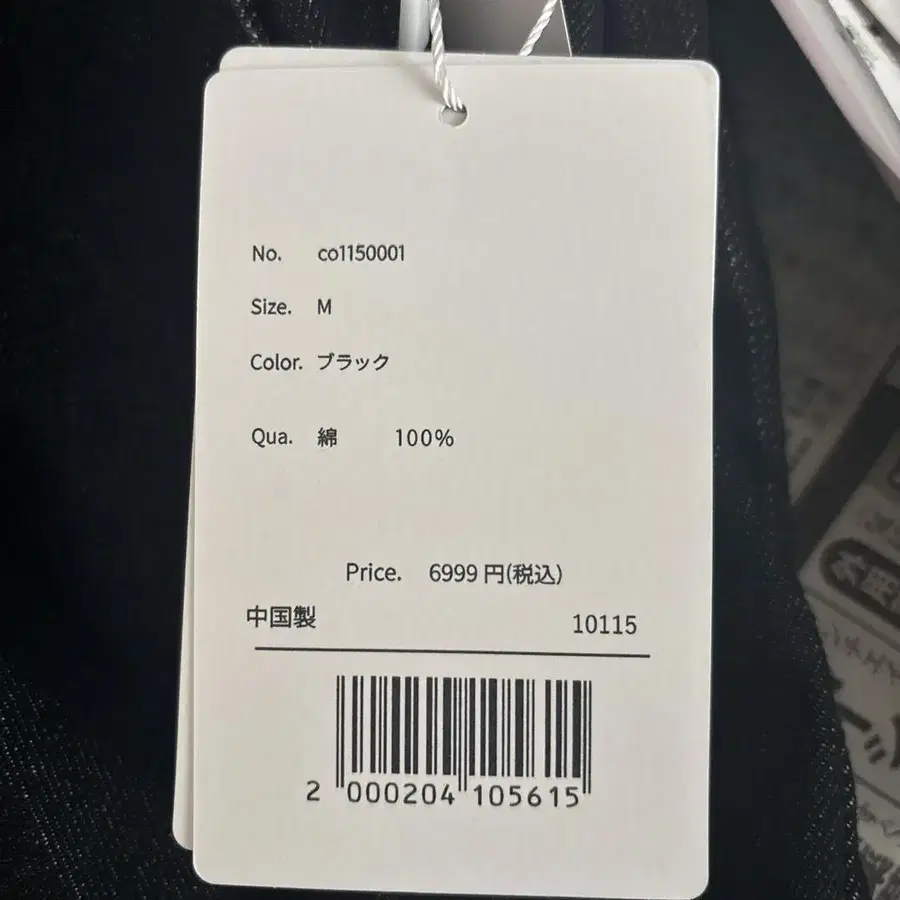 No. co1150001
Size. M
Color. ブラック
Qua. 綿 100%
Price. 6999 円(税込)
中国製 10115
2 000204 105615